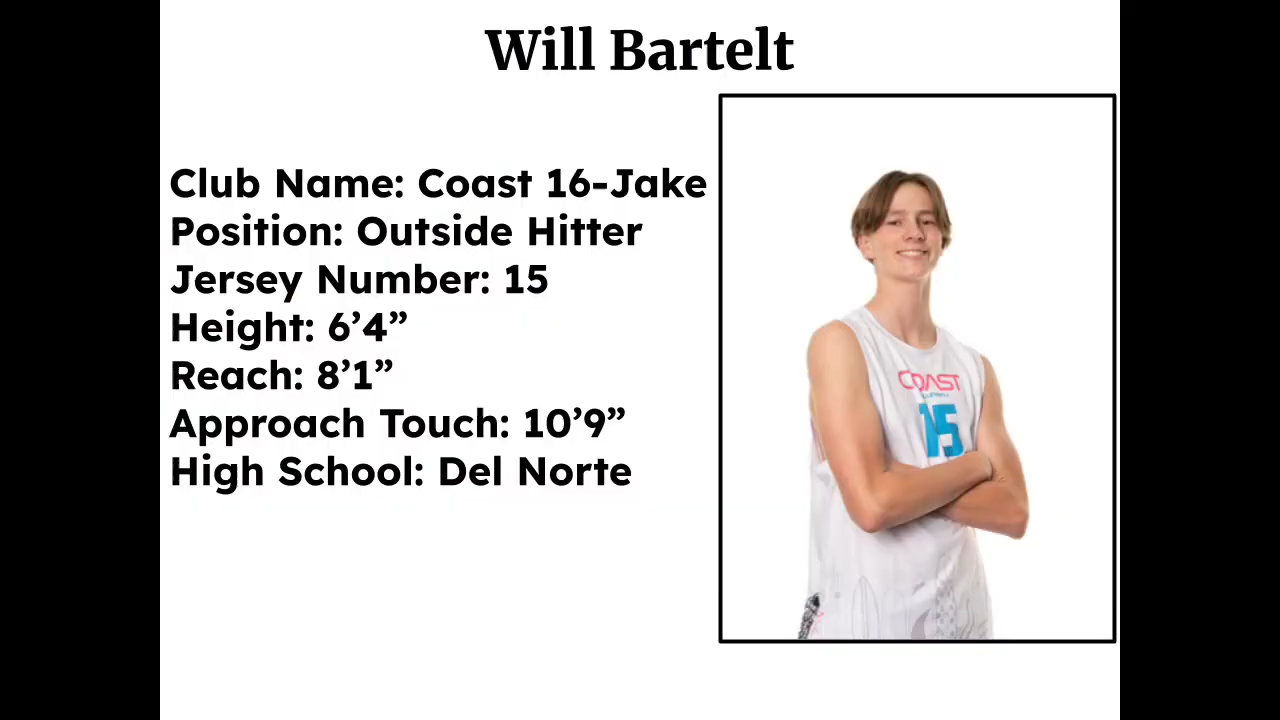 Will Bartelt
Club Name: Coast 16-Jake
Position: Outside Hitter
Jersey Number: 15
Height: 6’4”
Reach: 8’1”
Approach Touch: 10’9”
High School: Del Norte
COAST
15